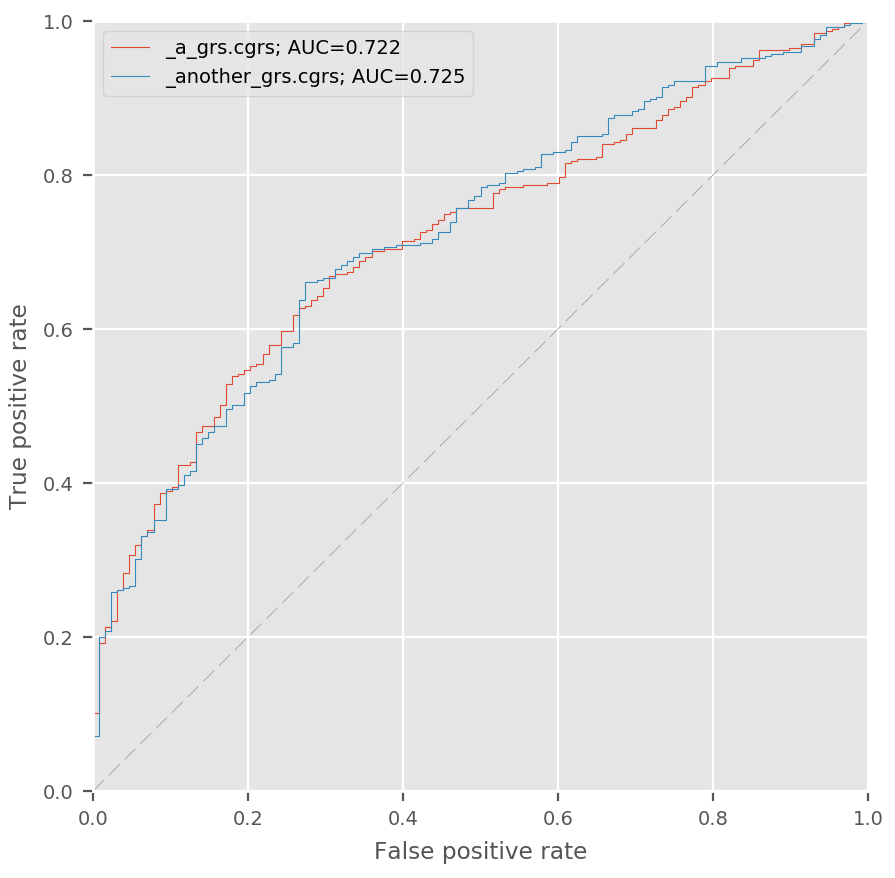 _a_grs.cgrs; AUC=0.722
_another_grs.cgrs; AUC=0.725
1.0
0.8
0.6
0.4
0.2
0.0
True positive rate
0.0 0.2 0.4 0.6 0.8 1.0
False positive rate